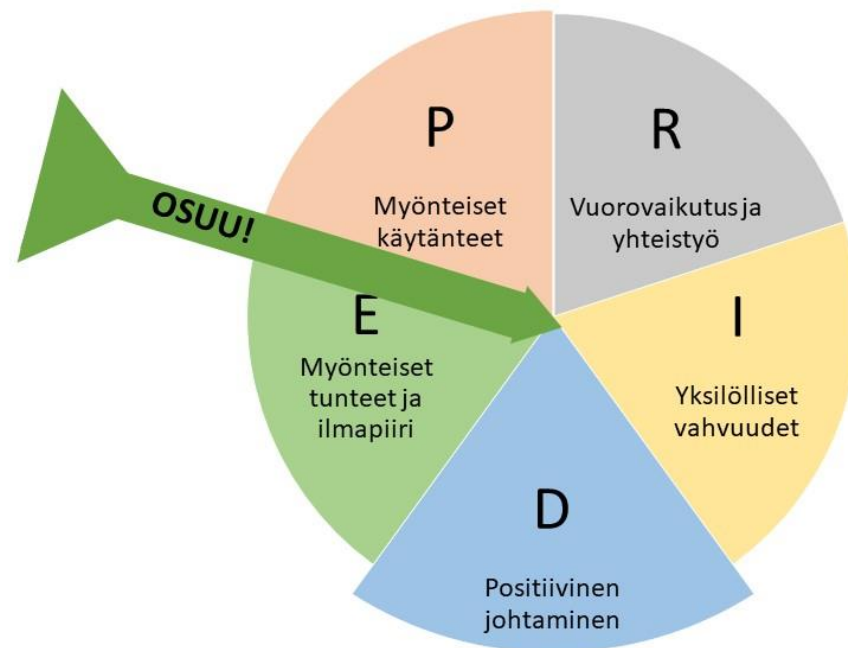 OSUU!
P
Myönteiset
käytänteet
R
Vuorovaikutus ja
yhteistyö
I
Yksilölliset
vahvuudet
D
Positiivinen
johtaminen
E
Myönteiset
tunteet ja
ilmapiiri